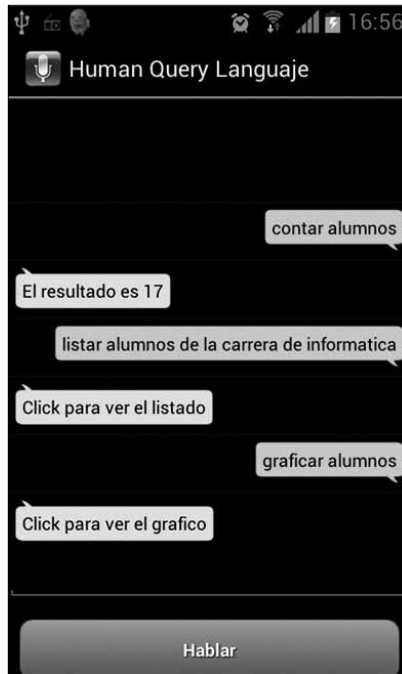 16:56
Human Query Languaje
contar alumnos
El resultado es 17
listar alumnos de la carrera de informatica
Click para ver el listado
graficar alumnos
Click para ver el grafico
Hablar